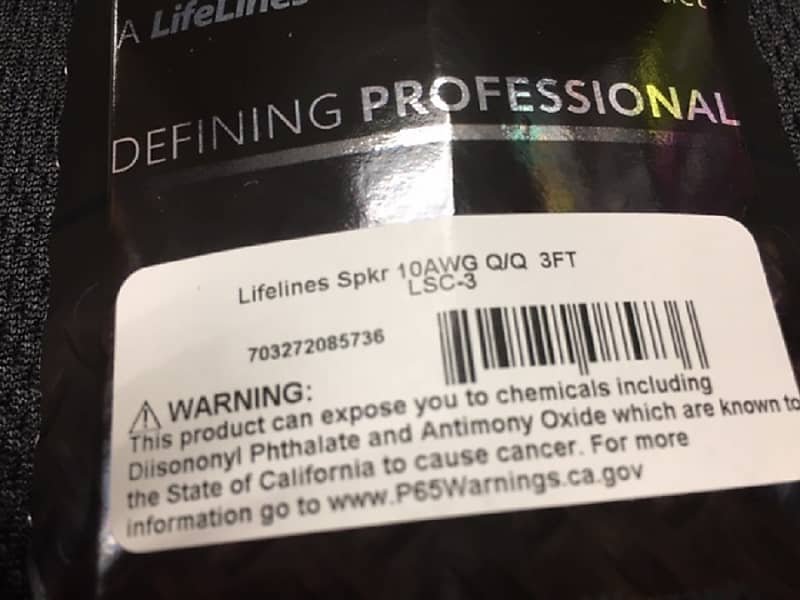 A LifeLines
DEFINING PROFESSIONAL
Lifelines Spkr 10AWG Q/Q 3FT
LSC-3
703272085736
WARNING:
This product can expose you to chemicals including
Diisononyl Phthalate and Antimony Oxide which are known to
the State of California to cause cancer. For more
information go to www.P65Warnings.ca.gov